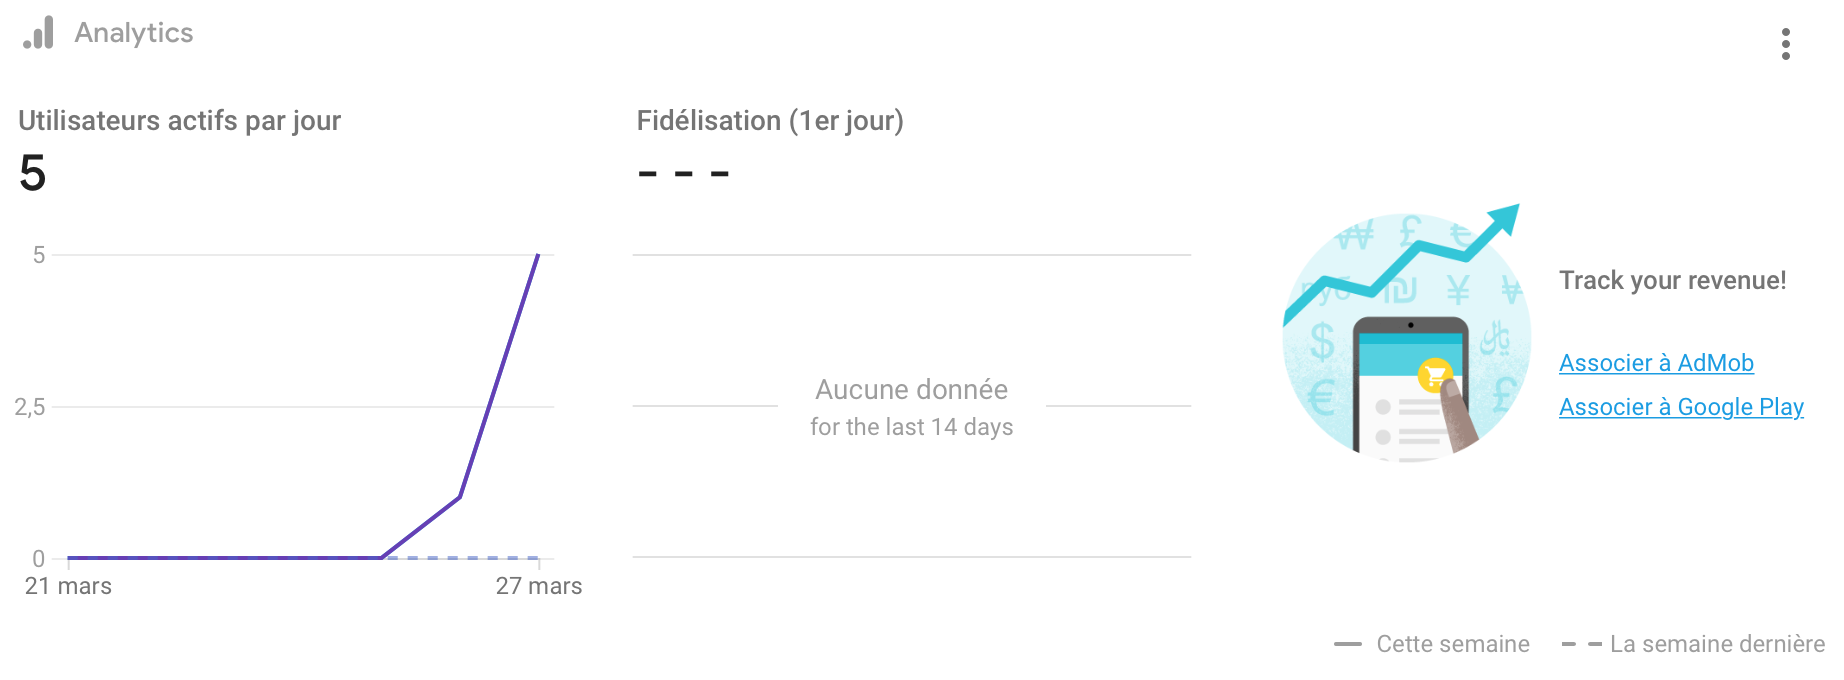 Analytics
Utilisateurs actifs par jour
5
5
2,5
0
21 mars
27 mars
Fidélisation (1er jour)
- - -
Aucune donnée
for the last 14 days
₩ £ €
₪ ¥ ₩
$ ﷼
€ £
Track your revenue!
Associer à AdMob
Associer à Google Play
Cette semaine
La semaine dernière